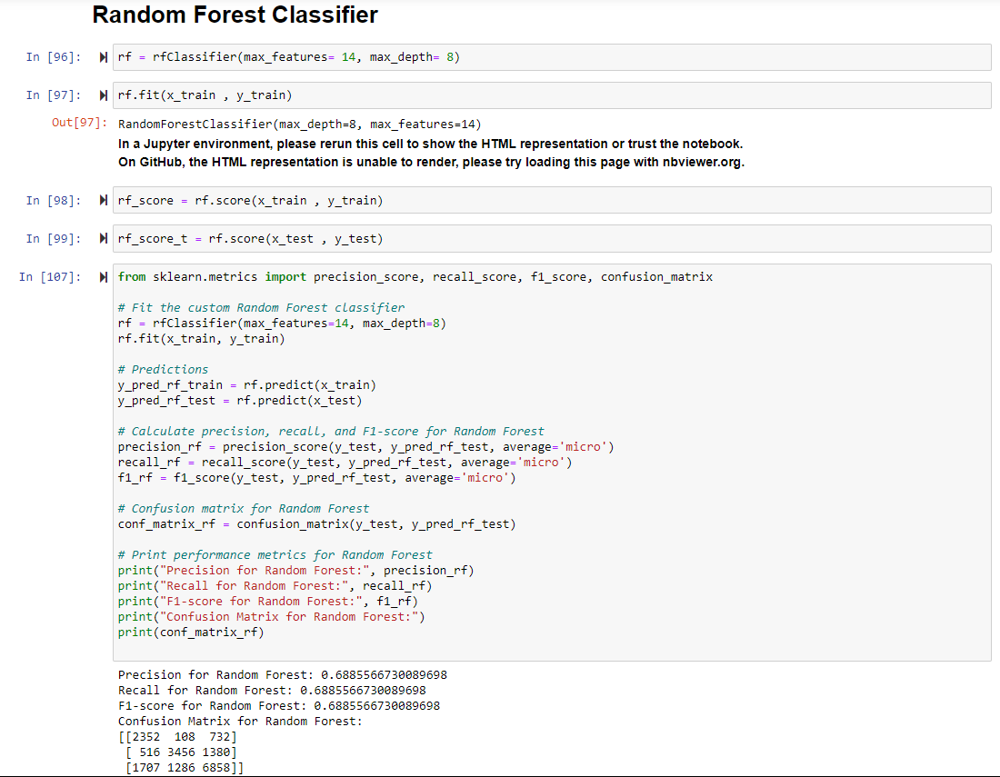 Random Forest Classifier
In [96]: rf = rfClassifier(max_features= 14, max_depth= 8)
In [97]: rf.fit(x_train , y_train)
Out[97]: RandomForestClassifier(max_depth=8, max_features=14)
In a Jupyter environment, please rerun this cell to show the HTML representation or trust the notebook.
On GitHub, the HTML representation is unable to render, please try loading this page with nbviewer.org.
In [98]: rf_score = rf.score(x_train , y_train)
In [99]: rf_score_t = rf.score(x_test , y_test)
In [107]: from sklearn.metrics import precision_score, recall_score, f1_score, confusion_matrix
# Fit the custom Random Forest classifier
rf = rfClassifier(max_features=14, max_depth=8)
rf.fit(x_train, y_train)
# Predictions
y_pred_rf_train = rf.predict(x_train)
y_pred_rf_test = rf.predict(x_test)
# Calculate precision, recall, and F1-score for Random Forest
precision_rf = precision_score(y_test, y_pred_rf_test, average='micro')
recall_rf = recall_score(y_test, y_pred_rf_test, average='micro')
f1_rf = f1_score(y_test, y_pred_rf_test, average='micro')
# Confusion matrix for Random Forest
conf_matrix_rf = confusion_matrix(y_test, y_pred_rf_test)
# Print performance metrics for Random Forest
print("Precision for Random Forest:", precision_rf)
print("Recall for Random Forest:", recall_rf)
print("F1-score for Random Forest:", f1_rf)
print("Confusion Matrix for Random Forest:")
print(conf_matrix_rf)
Precision for Random Forest: 0.6885566730089698
Recall for Random Forest: 0.6885566730089698
F1-score for Random Forest: 0.6885566730089698
Confusion Matrix for Random Forest:
[[2352  108  732]
 [ 516 3456 1380]
 [1707 1286 6858]]